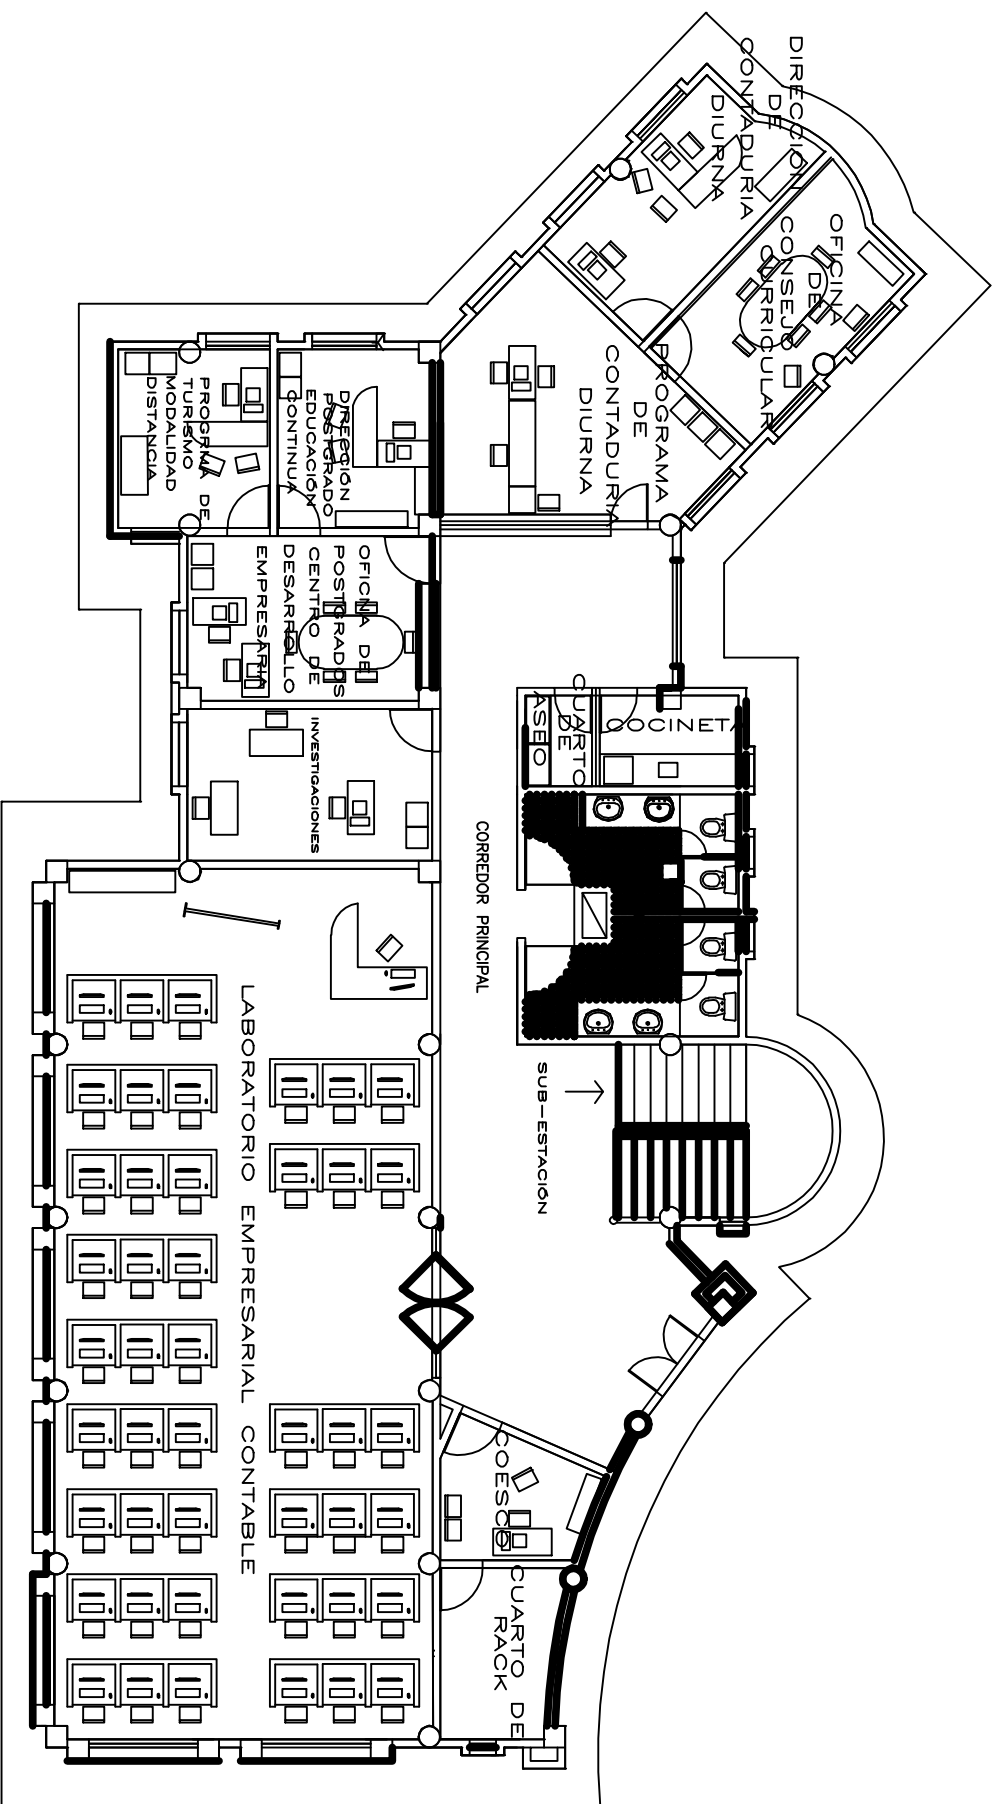 DIRECCION
DE
CONTADURIA
DIURNA
OFICINA
DE
CONSEJO
CURRICULAR
PROGRAMA
DE
CONTADURIA
DIURNA
DIRECCIÓN
POSTGRADO
EDUCACIÓN
CONTINUA
PROGRMA DE
TURISMO
MODALIDAD
DISTANCIA
OFICINA DE
POSTGRADOS
CENTRO DE
DESARROLLO
EMPRESARIAL
INVESTIGACIONES
CUARTO
DE
ASEO
COCINETA
CORREDOR PRINCIPAL
SUB-ESTACIÓN
LABORATORIO EMPRESARIAL CONTABLE
COESCO
CUARTO DE
RACK